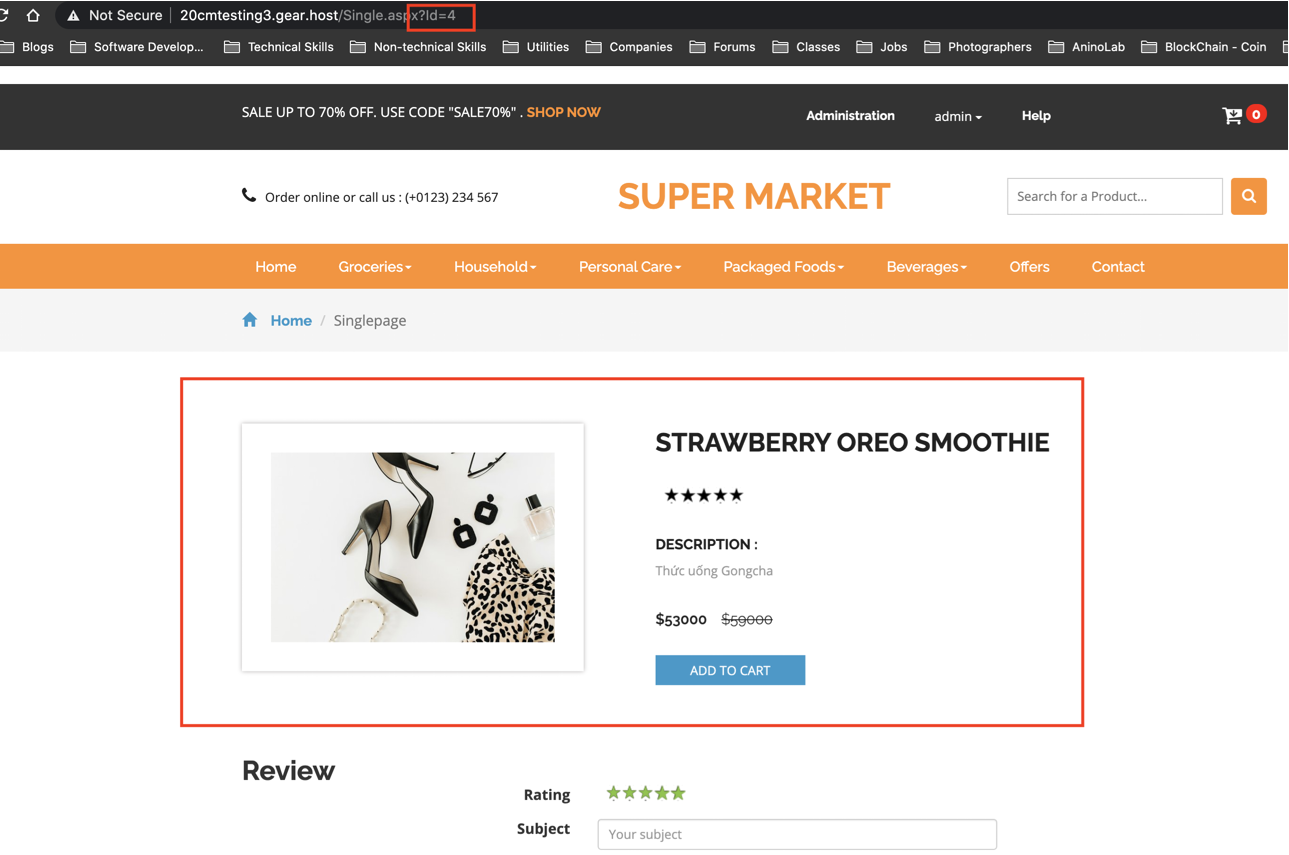 Not Secure 20cmtesting3.gear.host/Single.aspx?Id=4
Blogs Software Develop... Technical Skills Non-technical Skills Utilities Companies Forums Classes Jobs Photographers AninoLab BlockChain - Coin
SALE UP TO 70% OFF. USE CODE "SALE70%" . SHOP NOW Administration admin Help 0
Order online or call us : (+0123) 234 567 SUPER MARKET Search for a Product...
Home Groceries Household Personal Care Packaged Foods Beverages Offers Contact
Home / Singlepage
STRAWBERRY OREO SMOOTHIE
DESCRIPTION :
Thức uống Gongcha
$53000 $59000
ADD TO CART
Review
Rating
Subject Your subject